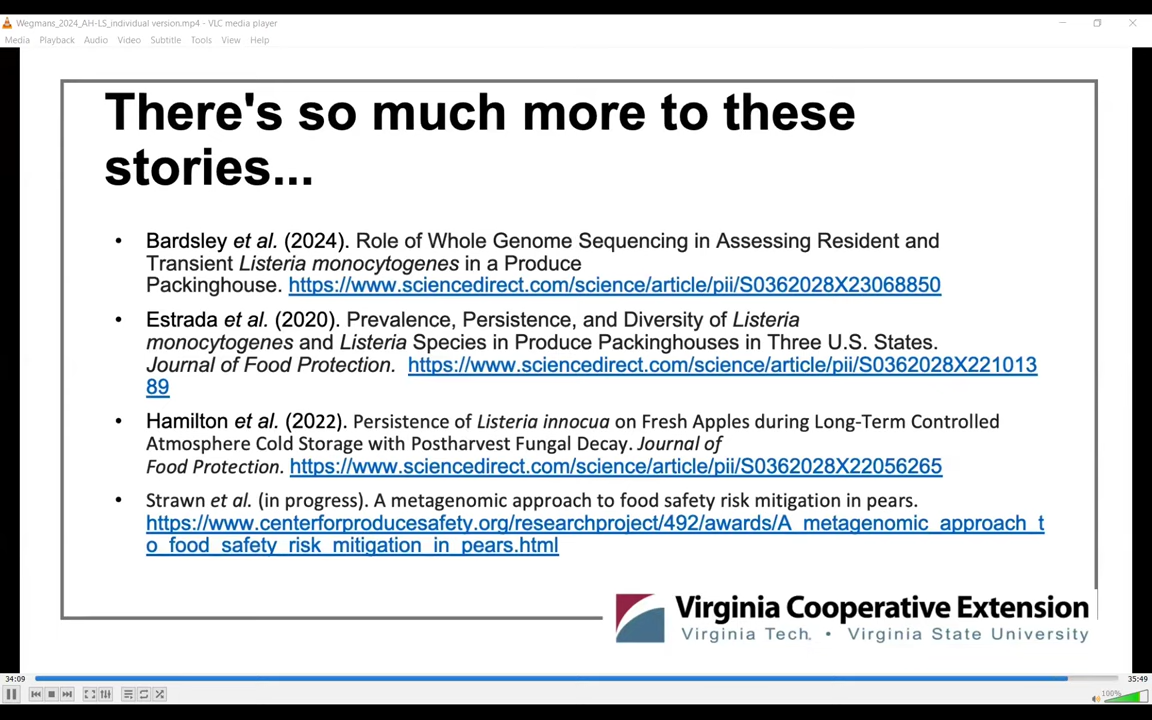 Wegmans_2024_AH-LS_individual version.mp4 - VLC media player
Media Playback Audio Video Subtitle Tools View Help
There's so much more to these
stories...
• Bardsley et al. (2024). Role of Whole Genome Sequencing in Assessing Resident and
Transient Listeria monocytogenes in a Produce
Packinghouse. https://www.sciencedirect.com/science/article/pii/S0362028X23068850
• Estrada et al. (2020). Prevalence, Persistence, and Diversity of Listeria
monocytogenes and Listeria Species in Produce Packinghouses in Three U.S. States.
Journal of Food Protection. https://www.sciencedirect.com/science/article/pii/S0362028X221013
89
• Hamilton et al. (2022). Persistence of Listeria innocua on Fresh Apples during Long-Term Controlled
Atmosphere Cold Storage with Postharvest Fungal Decay. Journal of
Food Protection. https://www.sciencedirect.com/science/article/pii/S0362028X22056265
• Strawn et al. (in progress). A metagenomic approach to food safety risk mitigation in pears.
https://www.centerforproducesafety.org/researchproject/492/awards/A_metagenomic_approach_t
o_food_safety_risk_mitigation_in_pears.html
Virginia Cooperative Extension
Virginia Tech. • Virginia State University
34:09 35:49
100%